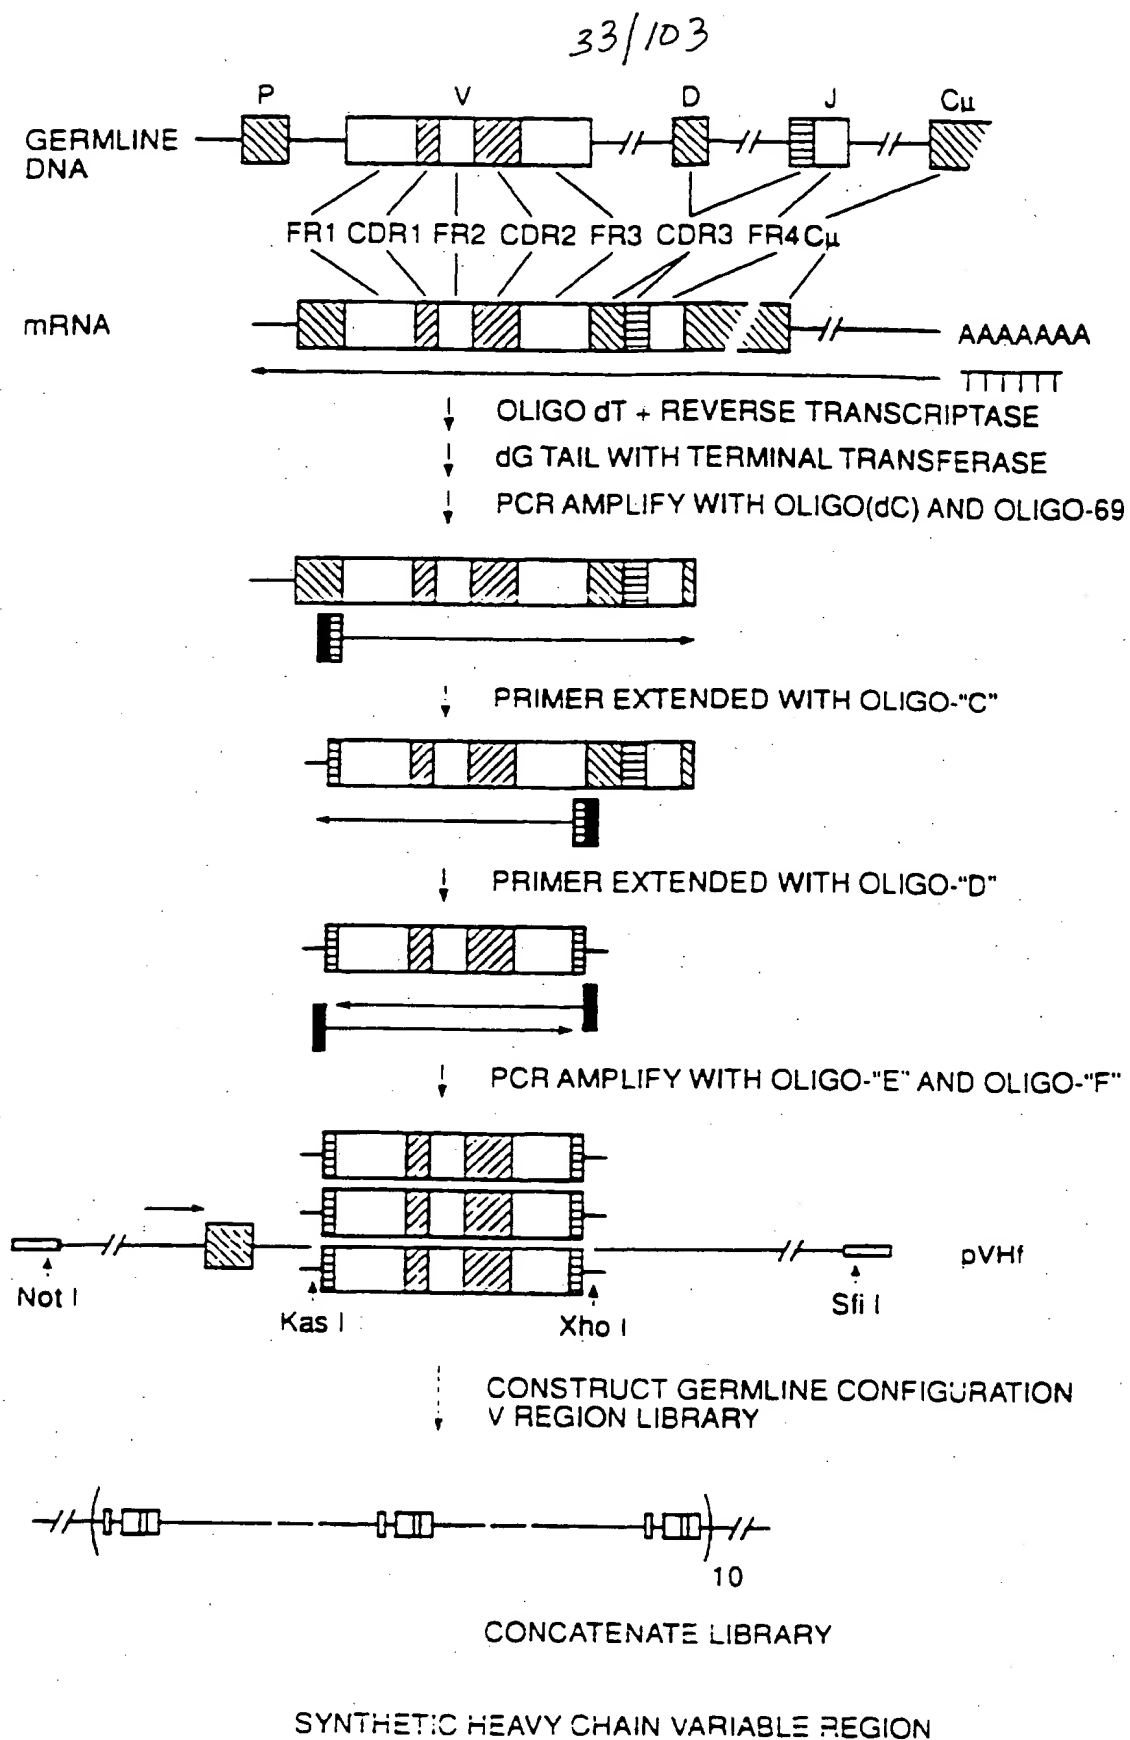 33/103
P V D J Cμ
GERMLINE
DNA
FR1 CDR1 FR2 CDR2 FR3 CDR3 FR4 Cμ
mRNA
AAAAAAA
TTTTTT
OLIGO dT + REVERSE TRANSCRIPTASE
dG TAIL WITH TERMINAL TRANSFERASE
PCR AMPLIFY WITH OLIGO(dC) AND OLIGO-69
PRIMER EXTENDED WITH OLIGO-"C"
PRIMER EXTENDED WITH OLIGO-"D"
PCR AMPLIFY WITH OLIGO-"E" AND OLIGO-"F"
pVHf
Not I
Kas I
Xho I
Sfi I
CONSTRUCT GERMLINE CONFIGURATION
V REGION LIBRARY
10
CONCATENATE LIBRARY
SYNTHETIC HEAVY CHAIN VARIABLE REGION